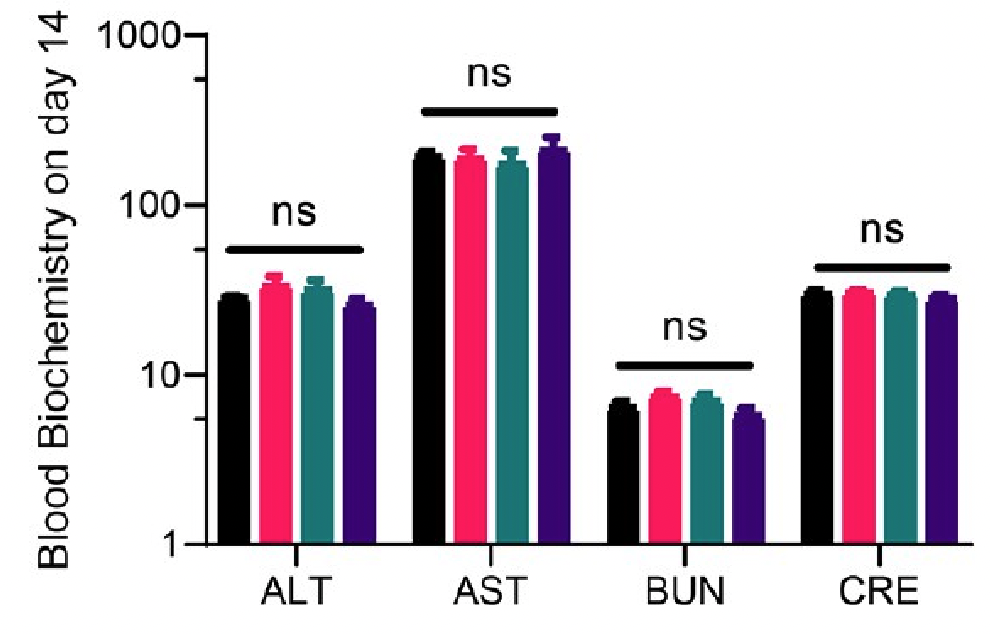 Blood Biochemistry on day 14
1000
100
10
1
ns
ns
ns
ns
ALT
AST
BUN
CRE